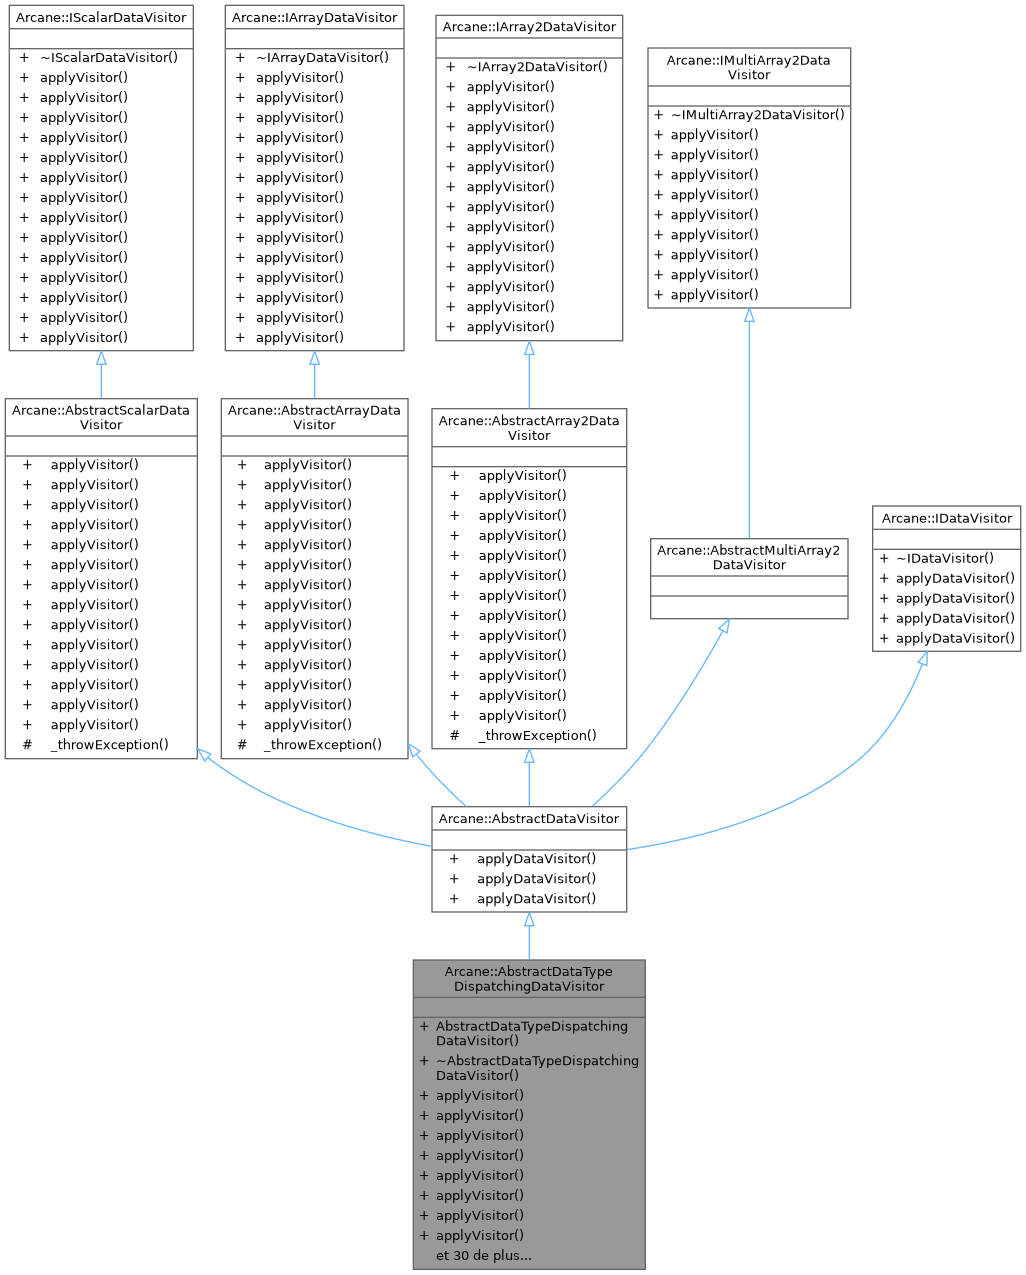 Arcane::IScalarDataVisitor
+ ~IScalarDataVisitor()
+ applyVisitor()
+ applyVisitor()
+ applyVisitor()
+ applyVisitor()
+ applyVisitor()
+ applyVisitor()
+ applyVisitor()
+ applyVisitor()
+ applyVisitor()
+ applyVisitor()
+ applyVisitor()
+ applyVisitor()
+ applyVisitor()
+ applyVisitor()
Arcane::IArrayDataVisitor
+ ~IArrayDataVisitor()
+ applyVisitor()
+ applyVisitor()
+ applyVisitor()
+ applyVisitor()
+ applyVisitor()
+ applyVisitor()
+ applyVisitor()
+ applyVisitor()
+ applyVisitor()
+ applyVisitor()
+ applyVisitor()
+ applyVisitor()
+ applyVisitor()
+ applyVisitor()
Arcane::IArray2DataVisitor
+ ~IArray2DataVisitor()
+ applyVisitor()
+ applyVisitor()
+ applyVisitor()
+ applyVisitor()
+ applyVisitor()
+ applyVisitor()
+ applyVisitor()
+ applyVisitor()
+ applyVisitor()
+ applyVisitor()
+ applyVisitor()
+ applyVisitor()
+ applyVisitor()
Arcane::IMultiArray2Data
Visitor
+ ~IMultiArray2DataVisitor()
+ applyVisitor()
+ applyVisitor()
+ applyVisitor()
+ applyVisitor()
+ applyVisitor()
+ applyVisitor()
+ applyVisitor()
+ applyVisitor()
+ applyVisitor()
Arcane::AbstractScalarData
Visitor
+ applyVisitor()
+ applyVisitor()
+ applyVisitor()
+ applyVisitor()
+ applyVisitor()
+ applyVisitor()
+ applyVisitor()
+ applyVisitor()
+ applyVisitor()
+ applyVisitor()
+ applyVisitor()
+ applyVisitor()
+ applyVisitor()
+ applyVisitor()
# _throwException()
Arcane::AbstractArrayData
Visitor
+ applyVisitor()
+ applyVisitor()
+ applyVisitor()
+ applyVisitor()
+ applyVisitor()
+ applyVisitor()
+ applyVisitor()
+ applyVisitor()
+ applyVisitor()
+ applyVisitor()
+ applyVisitor()
+ applyVisitor()
+ applyVisitor()
+ applyVisitor()
# _throwException()
Arcane::AbstractArray2Data
Visitor
+ applyVisitor()
+ applyVisitor()
+ applyVisitor()
+ applyVisitor()
+ applyVisitor()
+ applyVisitor()
+ applyVisitor()
+ applyVisitor()
+ applyVisitor()
+ applyVisitor()
+ applyVisitor()
+ applyVisitor()
+ applyVisitor()
# _throwException()
Arcane::AbstractMultiArray2
DataVisitor
Arcane::IDataVisitor
+ ~IDataVisitor()
+ applyDataVisitor()
+ applyDataVisitor()
+ applyDataVisitor()
+ applyDataVisitor()
Arcane::AbstractDataVisitor
+ applyDataVisitor()
+ applyDataVisitor()
+ applyDataVisitor()
Arcane::AbstractDataType
DispatchingDataVisitor
+ AbstractDataTypeDispatching
DataVisitor()
+ ~AbstractDataTypeDispatching
DataVisitor()
+ applyVisitor()
+ applyVisitor()
+ applyVisitor()
+ applyVisitor()
+ applyVisitor()
+ applyVisitor()
+ applyVisitor()
+ applyVisitor()
et 30 de plus...